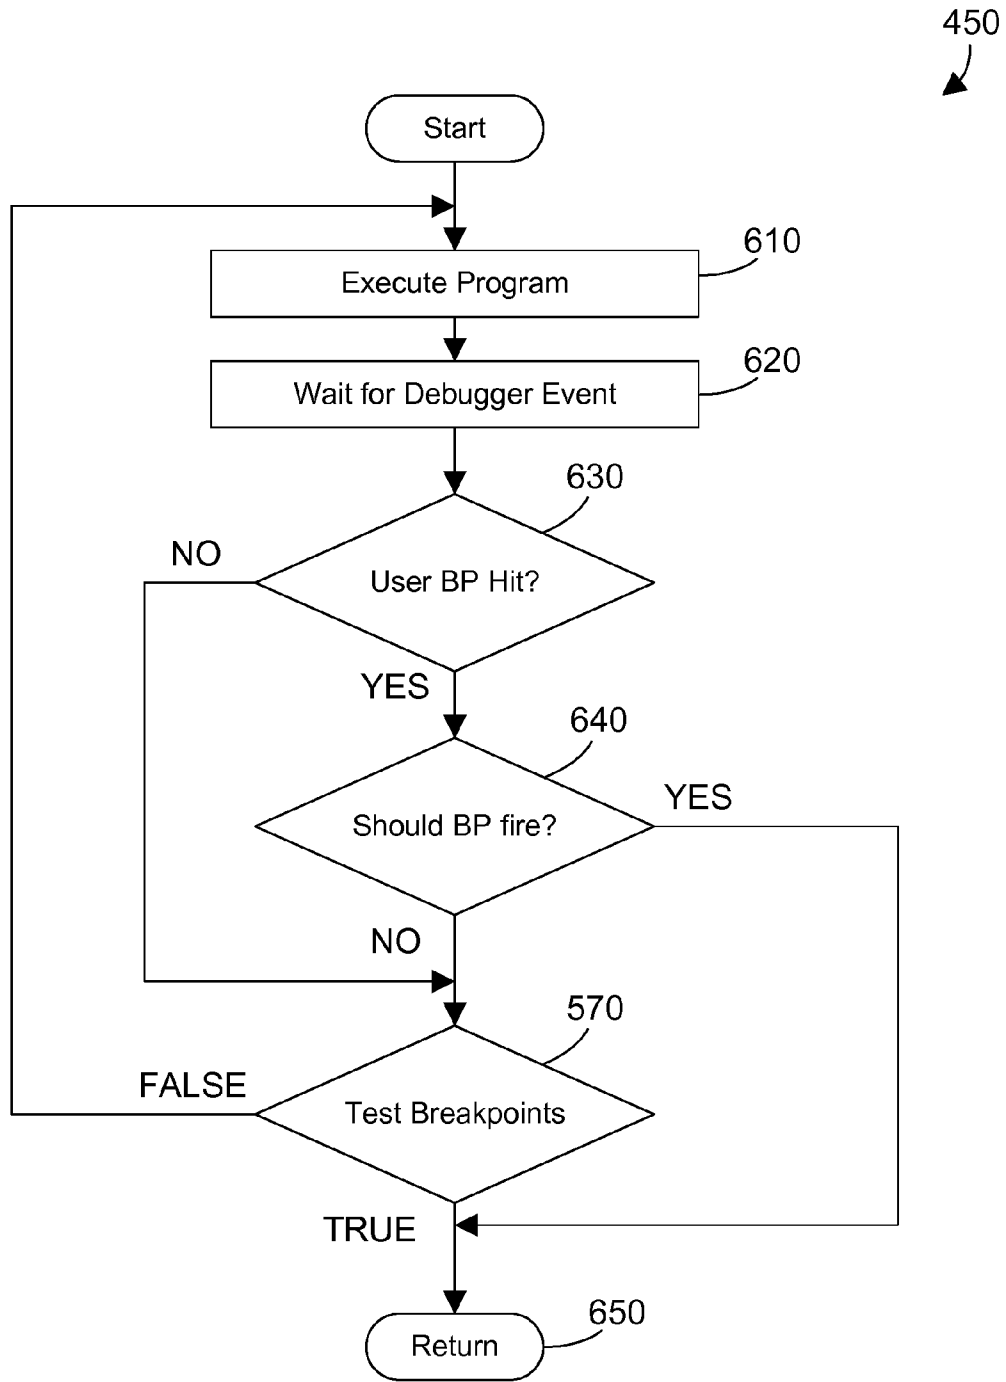 450
Start
610
Execute Program
620
Wait for Debugger Event
630
NO
User BP Hit?
YES
640
YES
Should BP fire?
NO
570
FALSE
Test Breakpoints
TRUE
650
Return